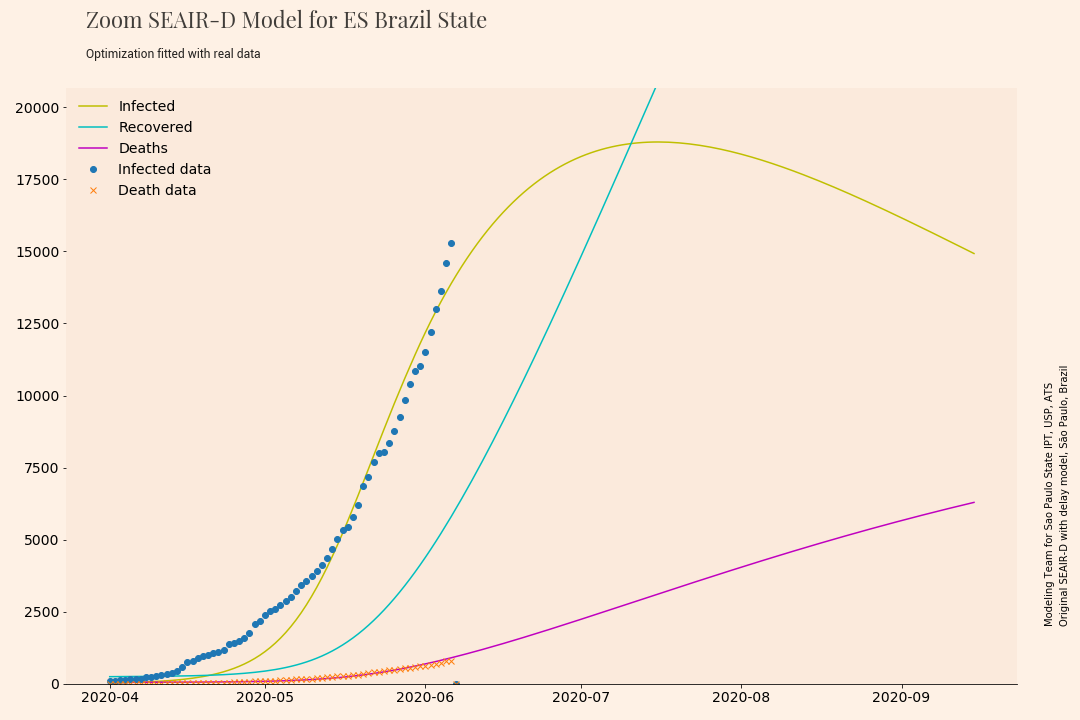 Zoom SEAIR-D Model for ES Brazil State
Optimization fitted with real data
Infected
Recovered
Deaths
Infected data
Death data
20000
17500
15000
12500
10000
7500
5000
2500
0
2020/04
2020/05
2020/06
2020/07
2020/08
2020/09
Modeling Team for Sao Paulo State IPT, USP, ATS
Original SEAIR-D with delay model, São Paulo, Brazil